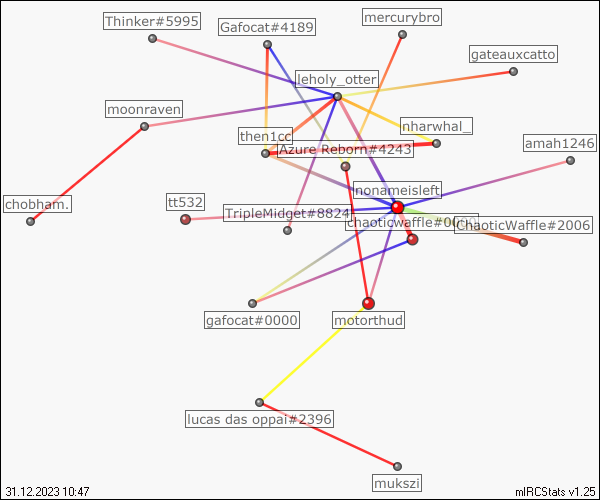 Thinker#5995
Gafocat#4189
mercurybro
gateauxcatto
leholy_otter
moonraven
then1cc
nharwhal_
Azure Reborn#4243
amah1246
nonameisleft
chobham.
tt532
TripleMidget#8824
chaoticwaffle#0000
ChaoticWaffle#2006
gafocat#0000
motorthud
lucas das oppai#2396
mukszi
31.12.2023 10:47
mIRCStats v1.25